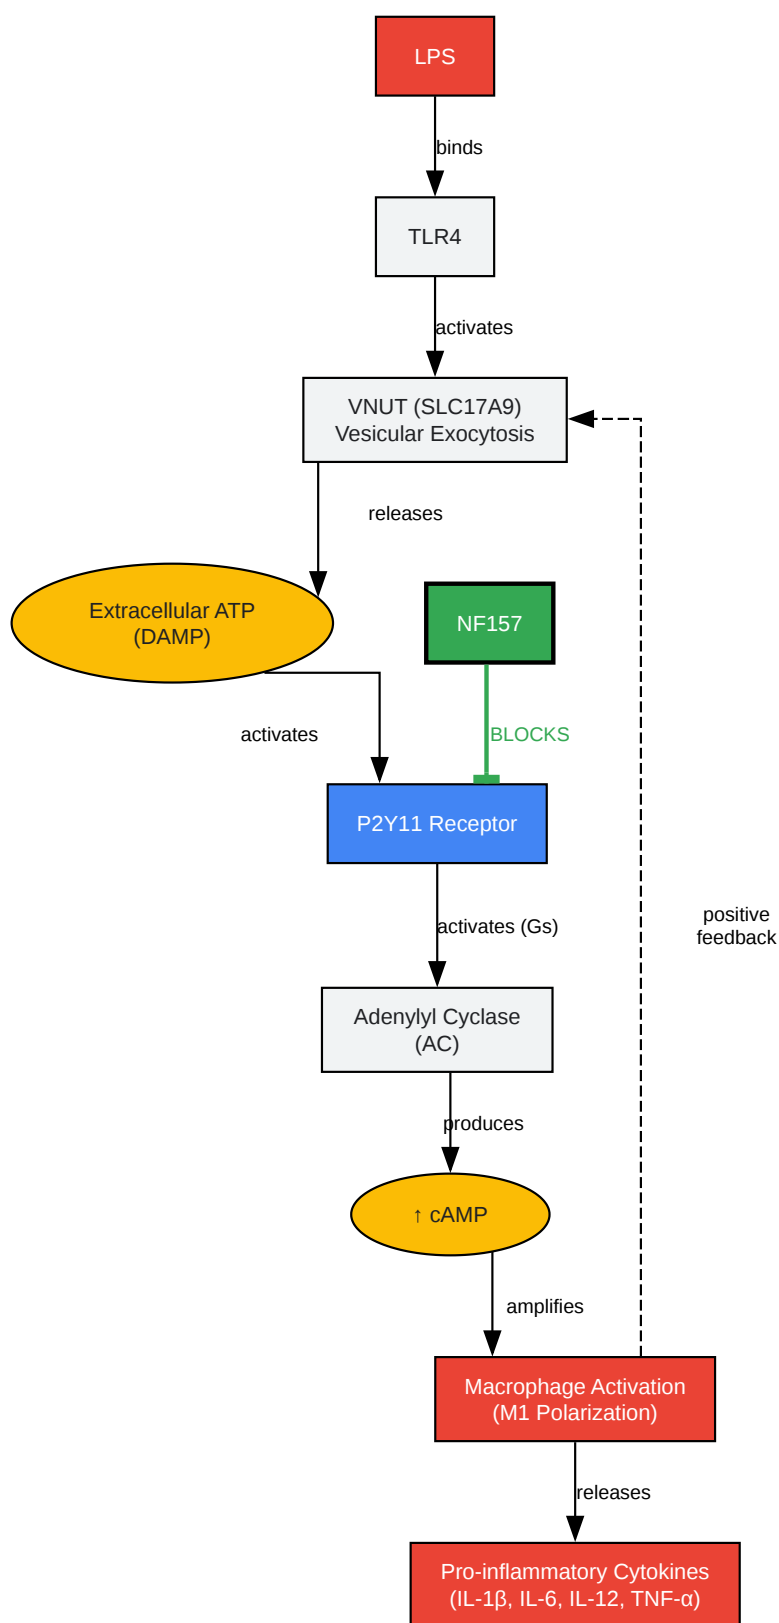 LPS
binds
TLR4
activates
VNUT (SLC17A9)
Vesicular Exocytosis
releases
Extracellular ATP
(DAMP)
NF157
activates
BLOCKS
P2Y11 Receptor
positive
feedback
activates (Gs)
Adenylyl Cyclase
(AC)
produces
↑ cAMP
amplifies
Macrophage Activation
(M1 Polarization)
releases
Pro-inflammatory Cytokines
(IL-1β, IL-6, IL-12, TNF-α)